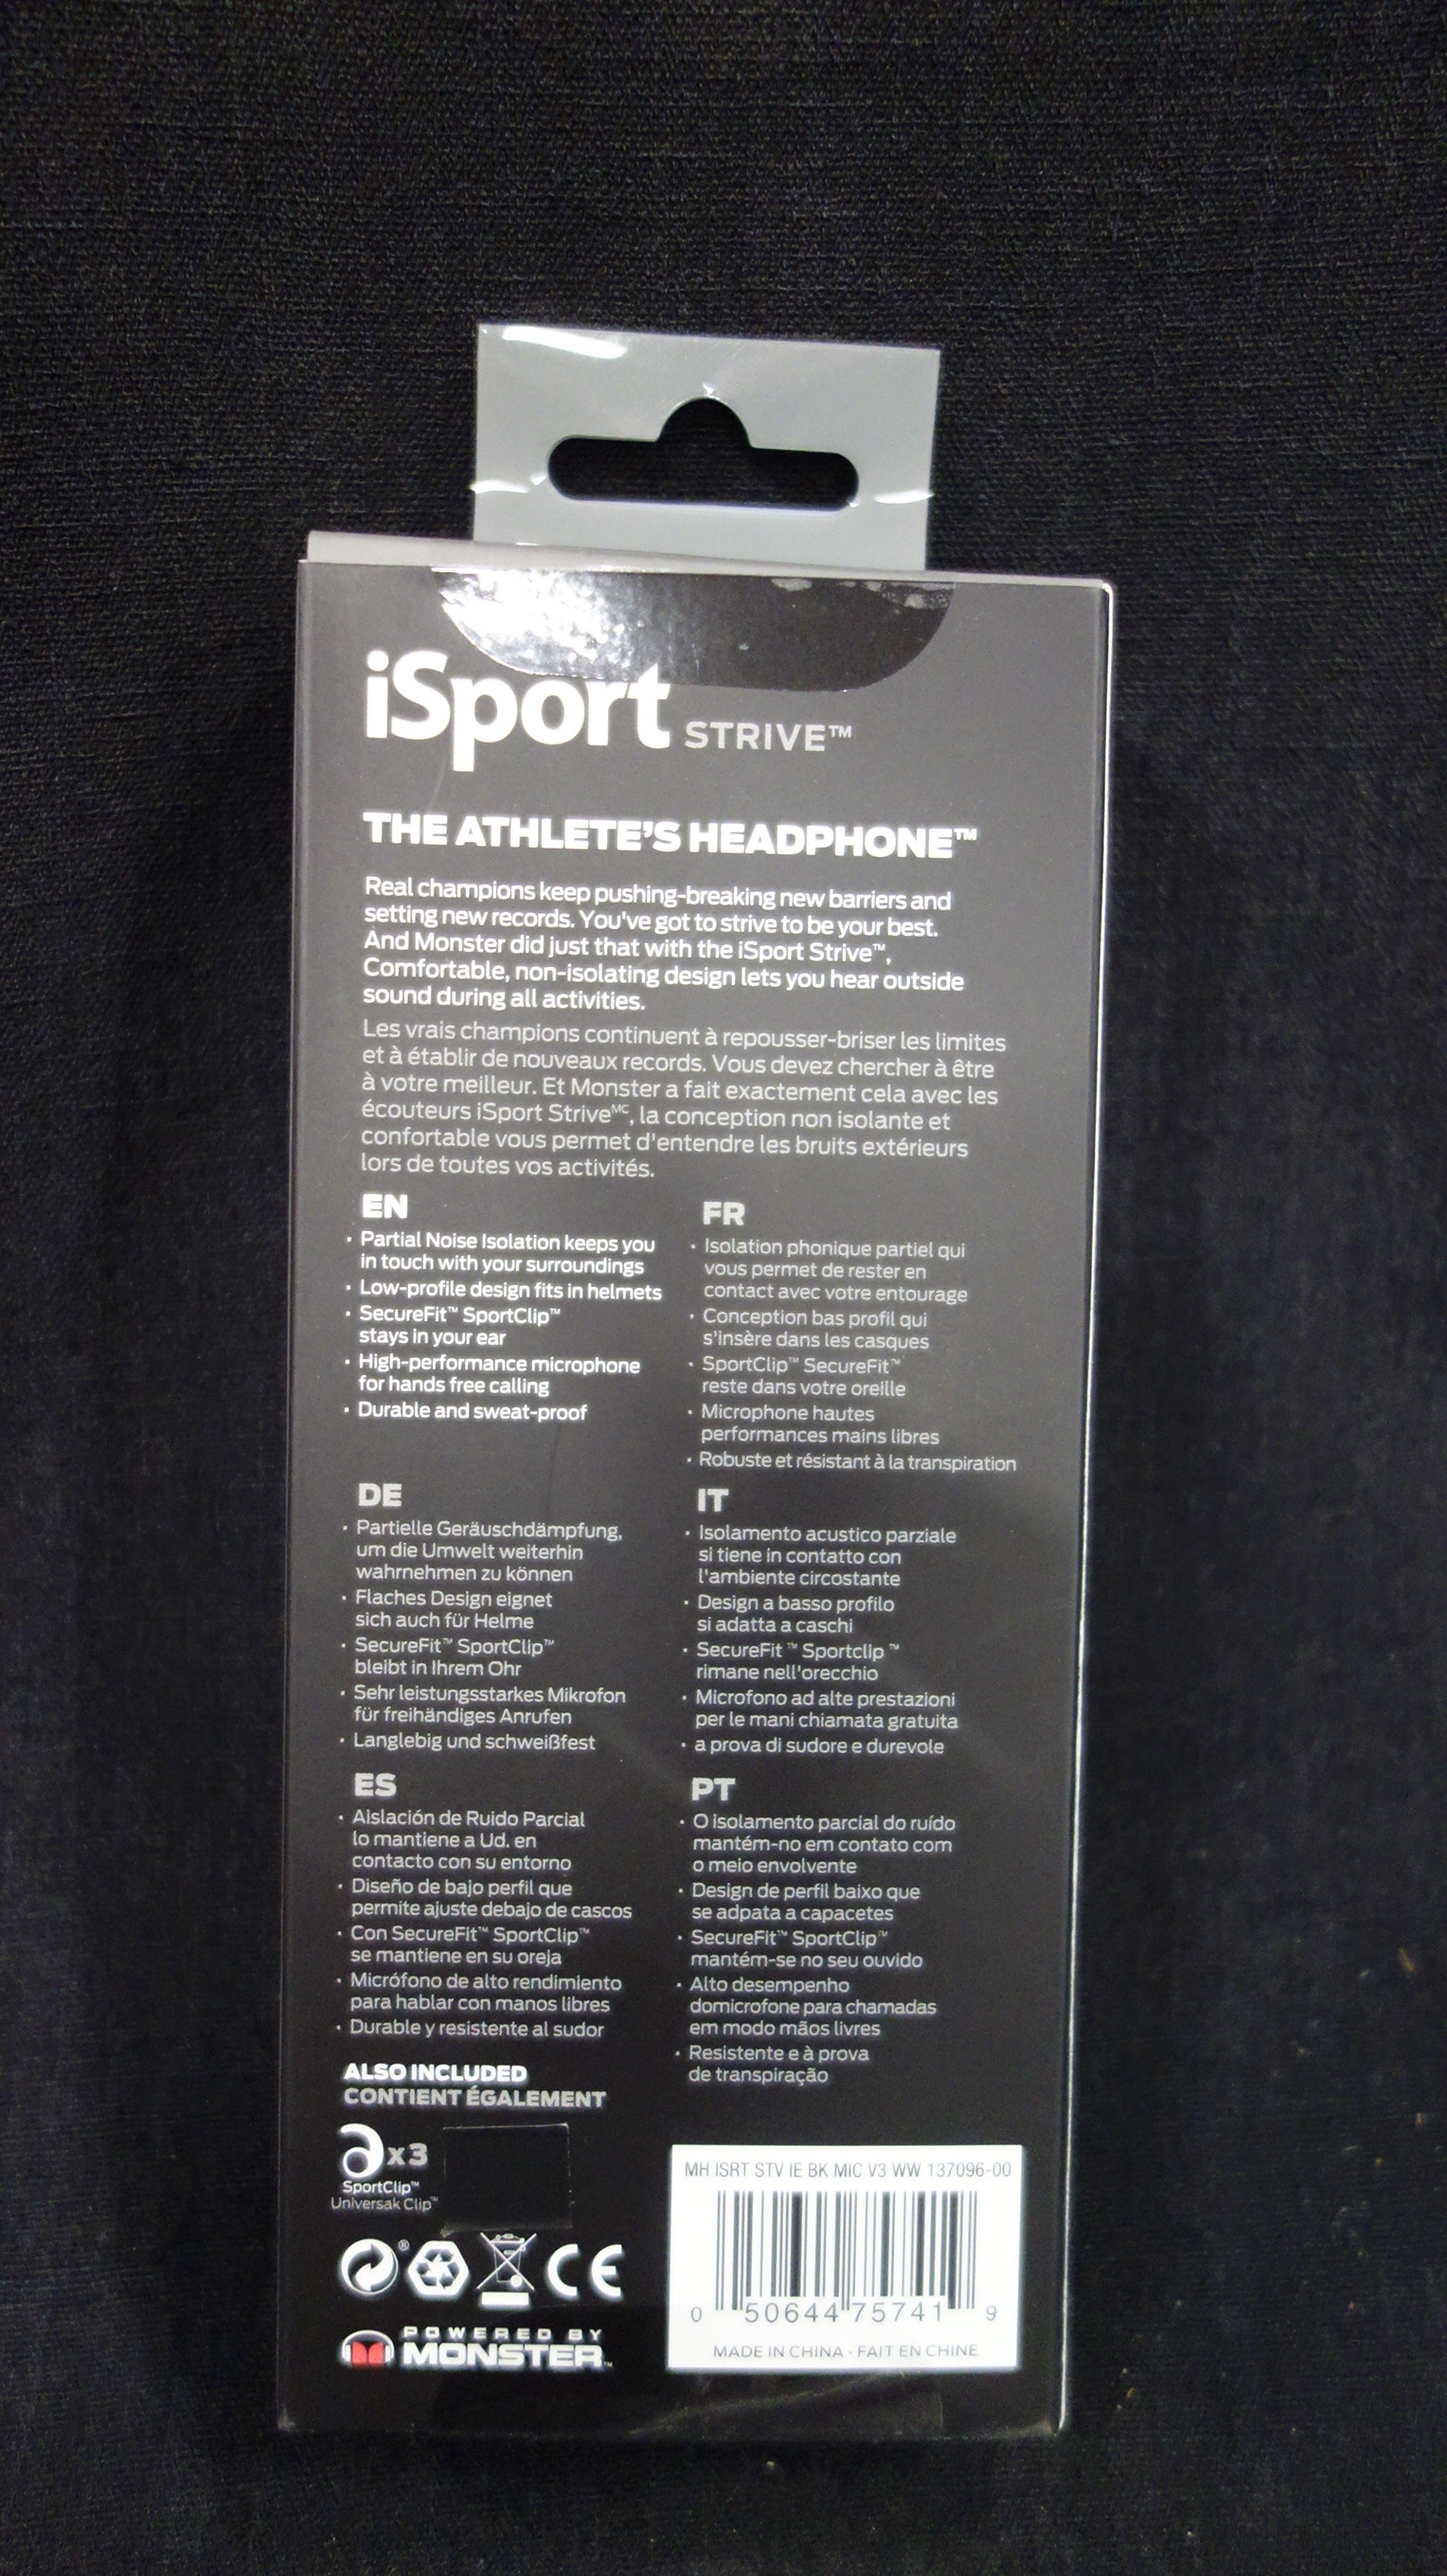 iSport STRIVE™
THE ATHLETE'S HEADPHONE™
Real champions keep pushing-breaking new barriers and
setting new records. You've got to strive to be your best.
And Monster did just that with the iSport Strive™,
Comfortable, non-isolating design lets you hear outside
sound during all activities.
Les vrais champions continuent à repousser-briser les limites
et à établir de nouveaux records. Vous devez chercher à être
à votre meilleur. Et Monster a fait exactement cela avec les
écouteurs iSport Strive ᴹᶜ, la conception non isolante et
confortable vous permet d'entendre les bruits extérieurs
lors de toutes vos activités.
EN
· Partial Noise Isolation keeps you
in touch with your surroundings
· Low-profile design fits in helmets
· SecureFit™ SportClip™
stays in your ear
· High-performance microphone
for hands free calling
· Durable and sweat-proof
FR
· Isolation phonique partiel qui
vous permet de rester en
contact avec votre entourage
· Conception bas profil qui
s'insère dans les casques
· SportClip™ SecureFit™
reste dans votre oreille
· Microphone hautes
performances mains libres
· Robuste et résistant à la transpiration
DE
· Partielle Geräuschdämpfung,
um die Umwelt weiterhin
wahrnehmen zu können
· Flaches Design eignet
sich auch für Helme
· SecureFit™ SportClip™
bleibt in Ihrem Ohr
· Sehr leistungsstarkes Mikrofon
für freihändiges Anrufen
· Langlebig und schweißfest
IT
· Isolamento acustico parziale
si tiene in contatto con
l'ambiente circostante
· Design a basso profilo
si adatta a caschi
· SecureFit ™ Sportclip ™
rimane nell'orecchio
· Microfono ad alte prestazioni
per le mani chiamata gratuita
· a prova di sudore e durevole
ES
· Aislación de Ruido Parcial
lo mantiene a Ud. en
contacto con su entorno
· Diseño de bajo perfil que
permite ajuste debajo de cascos
· Con SecureFit™ SportClip™
se mantiene en su oreja
· Micrófono de alto rendimiento
para hablar con manos libres
· Durable y resistente al sudor
PT
· O isolamento parcial do ruído
mantém-no em contato com
o meio envolvente
· Design de perfil baixo que
se adpata a capacetes
· SecureFit™ SportClip™
mantém-se no seu ouvido
· Alto desempenho
domicrofone para chamadas
em modo mãos livres
· Resistente e à prova
de transpiração
ALSO INCLUDED
CONTIENT ÉGALEMENT
x3
SportClip™
Universak Clip™
® CE
POWERED BY
MONSTER™
MH ISRT STV IE BK MIC V3 WW 137096-00
0 50644 75741 9
MADE IN CHINA · FAIT EN CHINE